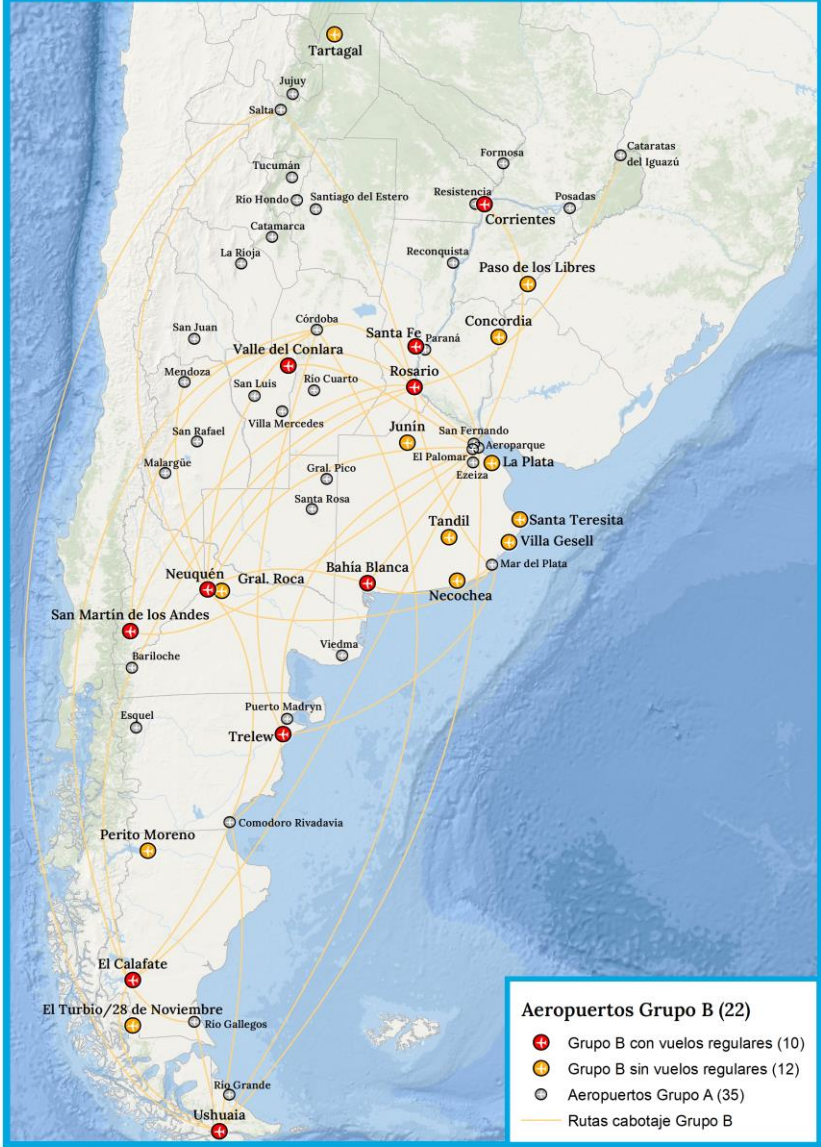 Tartagal
Jujuy
Salta
Formosa
Cataratas
del Iguazú
Tucumán
Río Hondo
Santiago del Estero
Resistencia
Posadas
Corrientes
Catamarca
La Rioja
Reconquista
Paso de los Libres
San Juan
Córdoba
Santa Fe
Paraná
Concordia
Valle del Conlara
Mendoza
San Luis
Río Cuarto
Rosario
Villa Mercedes
San Rafael
Junín
San Fernando
Aeroparque
El Palomar
La Plata
Ezeiza
Malargüe
Gral. Pico
Santa Rosa
Tandil
Santa Teresita
Villa Gesell
Mar del Plata
Neuquén
Gral. Roca
Bahía Blanca
Necochea
San Martín de los Andes
Bariloche
Viedma
Esquel
Puerto Madryn
Trelew
Comodoro Rivadavia
Perito Moreno
El Calafate
El Turbio/28 de Noviembre
Río Gallegos
Río Grande
Ushuaia
Aeropuertos Grupo B (22)
Grupo B con vuelos regulares (10)
Grupo B sin vuelos regulares (12)
Aeropuertos Grupo A (35)
Rutas cabotaje Grupo B